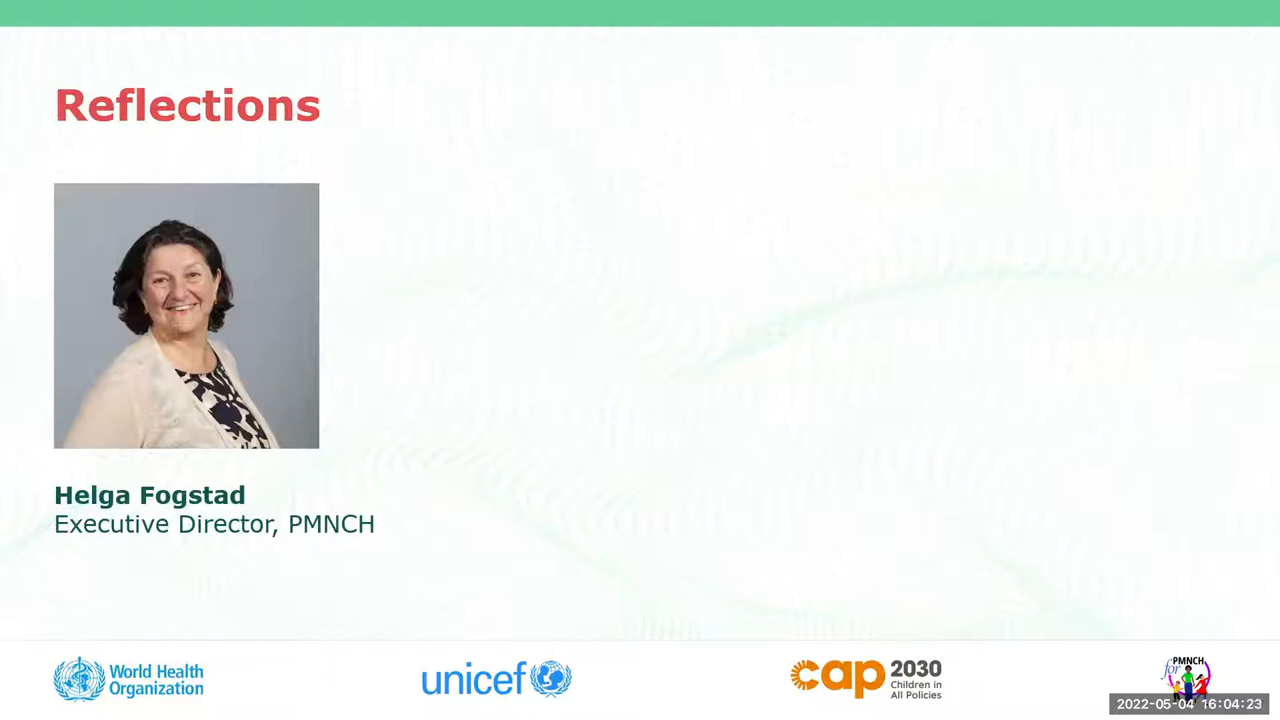 Reflections
Helga Fogstad
Executive Director, PMNCH
World Health
Organization
unicef
cap 2030
Children in
All Policies
for PMNCH
2022-05-04 16:04:23